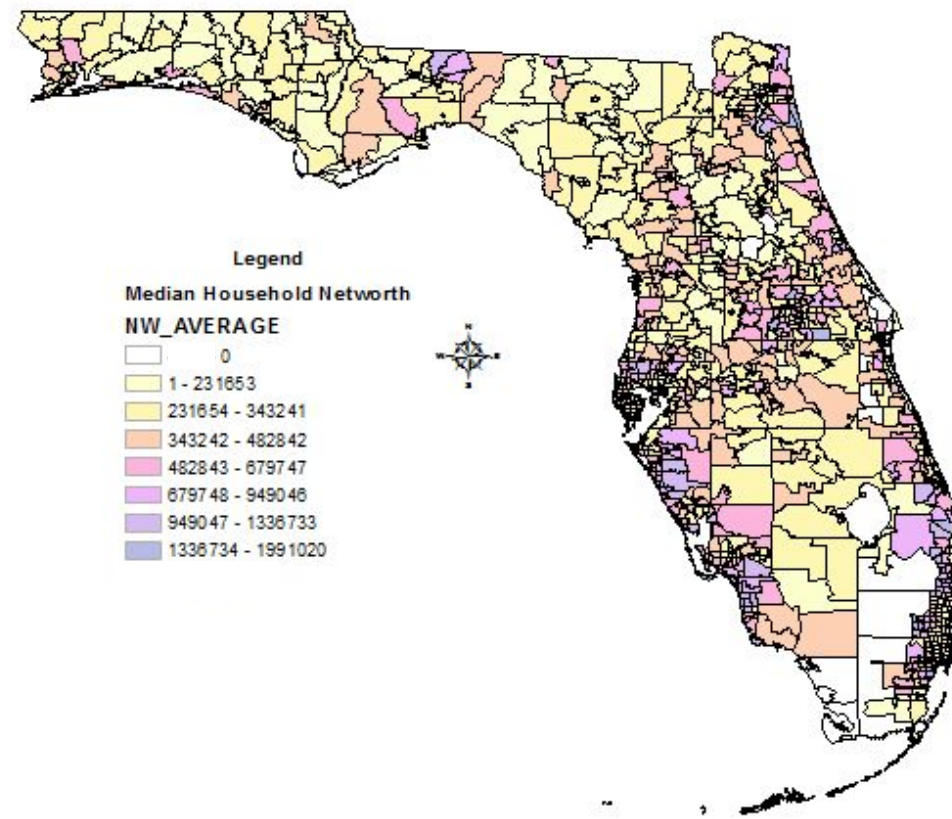 Legend
Median Household Networth
NW_AVERAGE
0
1 - 231653
231654 - 343241
343242 - 482842
482843 - 679747
679748 - 949046
949047 - 1336733
1336734 - 1991020
N
W E
S